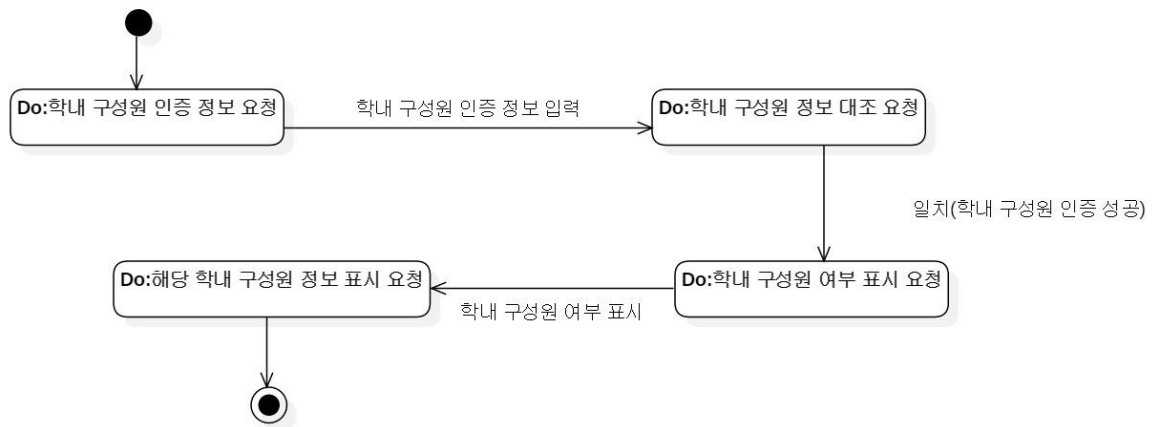 Do:학내 구성원 인증 정보 요청
학내 구성원 인증 정보 입력
Do:학내 구성원 정보 대조 요청
일치(학내 구성원 인증 성공)
Do:학내 구성원 여부 표시 요청
학내 구성원 여부 표시
Do:해당 학내 구성원 정보 표시 요청